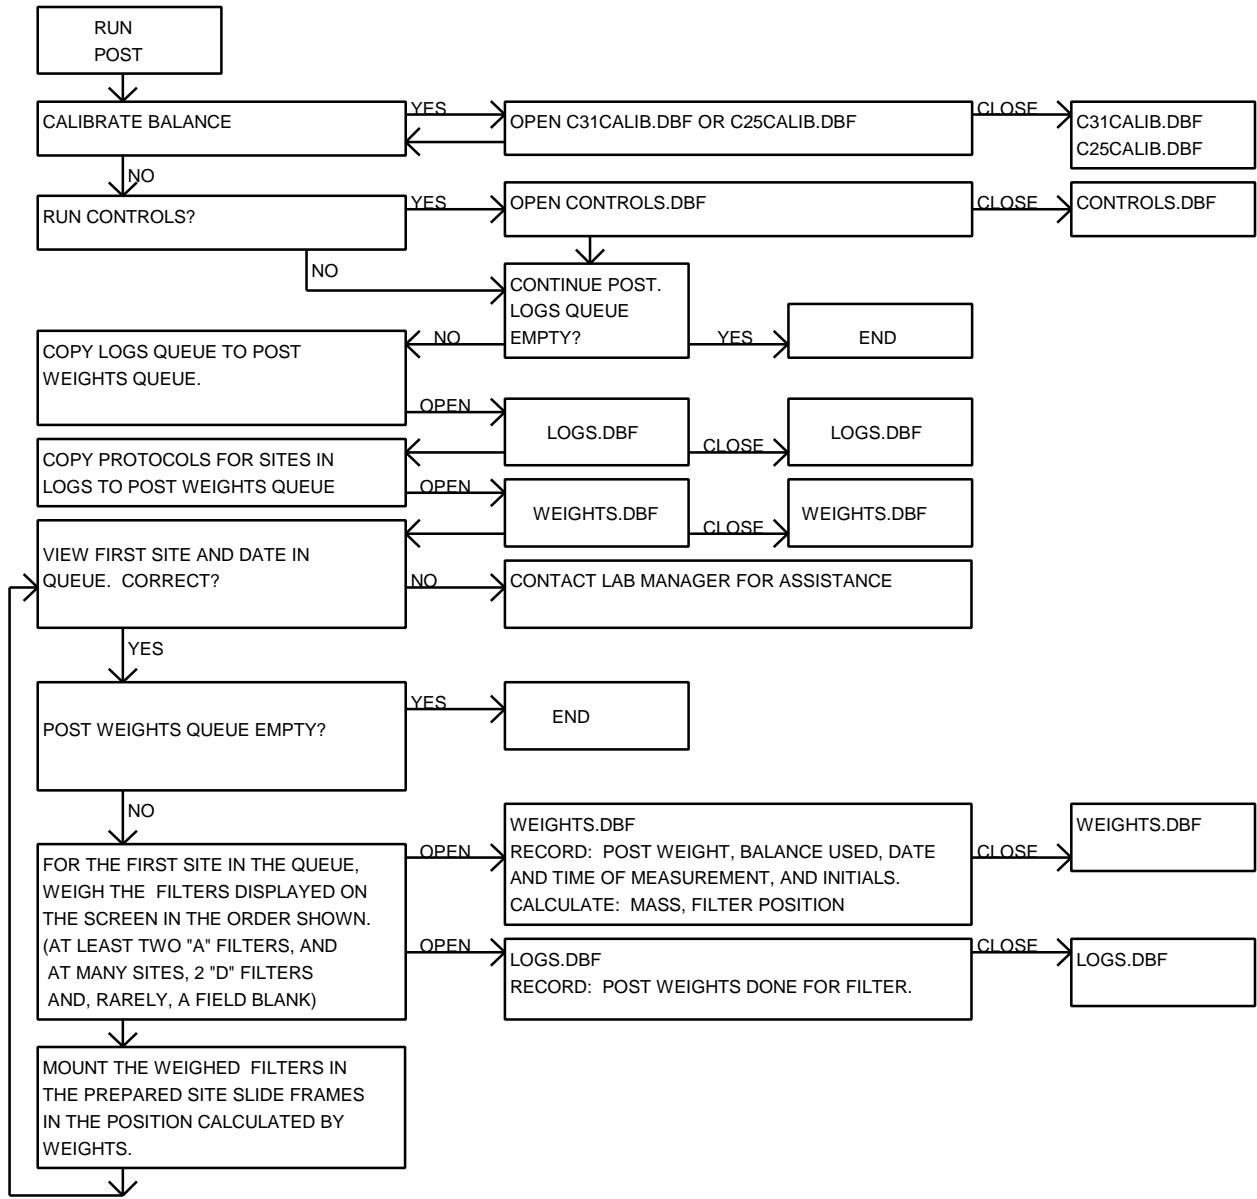 RUN
POST
CALIBRATE BALANCE
YES
OPEN C31CALIB.DBF OR C25CALIB.DBF
CLOSE
C31CALIB.DBF
C25CALIB.DBF
NO
RUN CONTROLS?
YES
OPEN CONTROLS.DBF
CLOSE
CONTROLS.DBF
NO
CONTINUE POST.
LOGS QUEUE
EMPTY?
YES
END
NO
COPY LOGS QUEUE TO POST
WEIGHTS QUEUE.
OPEN
LOGS.DBF
CLOSE
LOGS.DBF
COPY PROTOCOLS FOR SITES IN
LOGS TO POST WEIGHTS QUEUE
OPEN
WEIGHTS.DBF
CLOSE
WEIGHTS.DBF
VIEW FIRST SITE AND DATE IN
QUEUE.  CORRECT?
NO
CONTACT LAB MANAGER FOR ASSISTANCE
YES
POST WEIGHTS QUEUE EMPTY?
YES
END
NO
FOR THE FIRST SITE IN THE QUEUE,
WEIGH THE  FILTERS DISPLAYED ON
THE SCREEN IN THE ORDER SHOWN.
(AT LEAST TWO "A" FILTERS, AND
AT MANY SITES, 2 "D" FILTERS
AND, RARELY, A FIELD BLANK)
OPEN
WEIGHTS.DBF
RECORD:  POST WEIGHT, BALANCE USED, DATE
AND TIME OF MEASUREMENT, AND INITIALS.
CALCULATE:  MASS, FILTER POSITION
CLOSE
WEIGHTS.DBF
OPEN
LOGS.DBF
RECORD:  POST WEIGHTS DONE FOR FILTER.
CLOSE
LOGS.DBF
MOUNT THE WEIGHED  FILTERS IN
THE PREPARED SITE SLIDE FRAMES
IN THE POSITION CALCULATED BY
WEIGHTS.